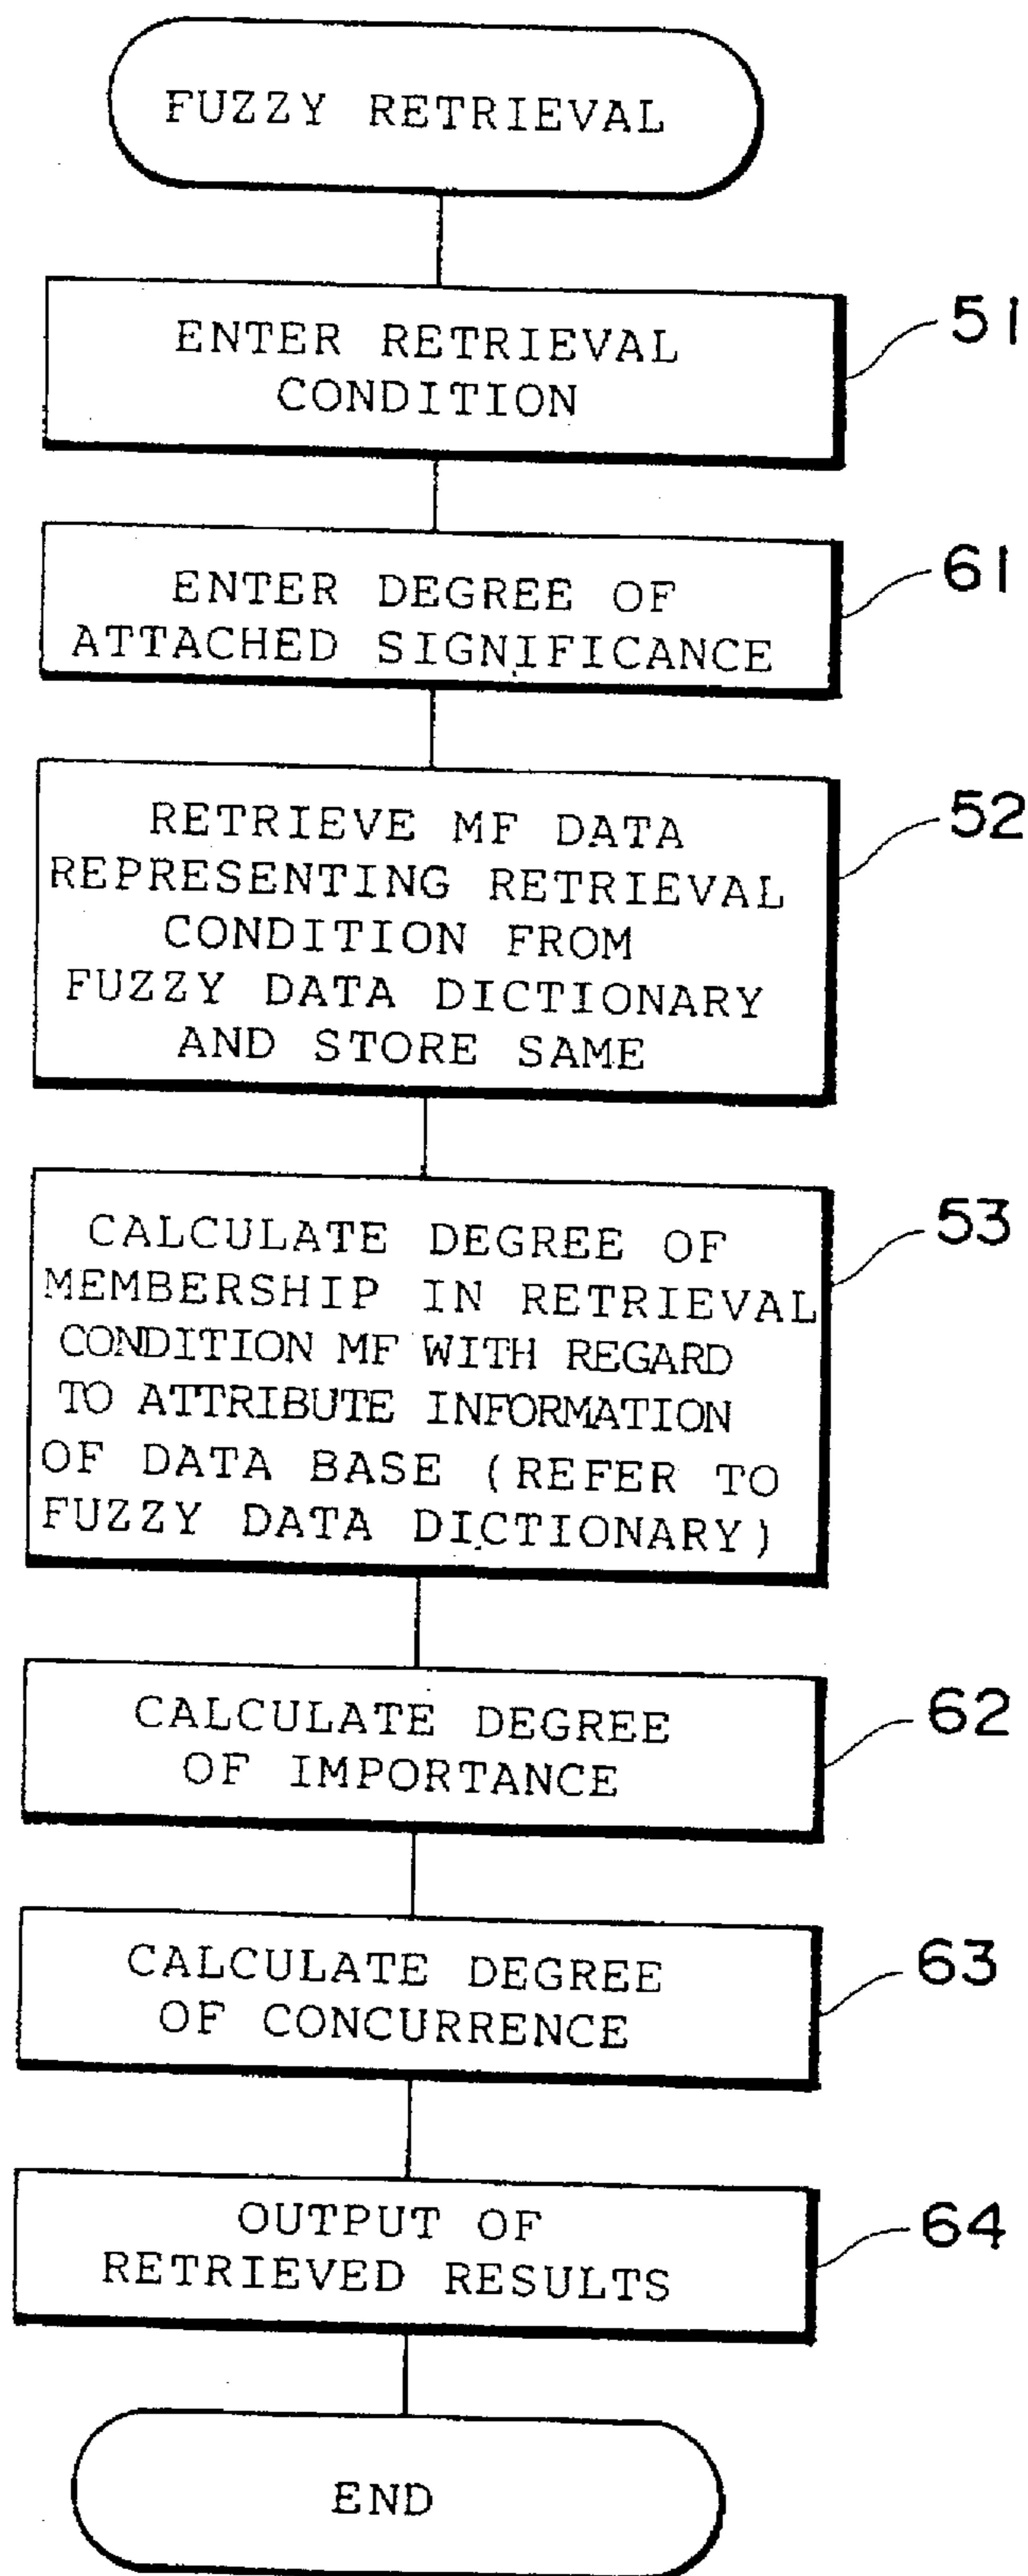 FUZZY RETRIEVAL
ENTER RETRIEVAL
CONDITION
51
ENTER DEGREE OF
ATTACHED SIGNIFICANCE
61
RETRIEVE MF DATA
REPRESENTING RETRIEVAL
CONDITION FROM
FUZZY DATA DICTIONARY
AND STORE SAME
52
CALCULATE DEGREE OF
MEMBERSHIP IN RETRIEVAL
CONDITION MF WITH REGARD
TO ATTRIBUTE INFORMATION
OF DATA BASE (REFER TO
FUZZY DATA DICTIONARY)
53
CALCULATE DEGREE
OF IMPORTANCE
62
CALCULATE DEGREE
OF CONCURRENCE
63
OUTPUT OF
RETRIEVED RESULTS
64
END